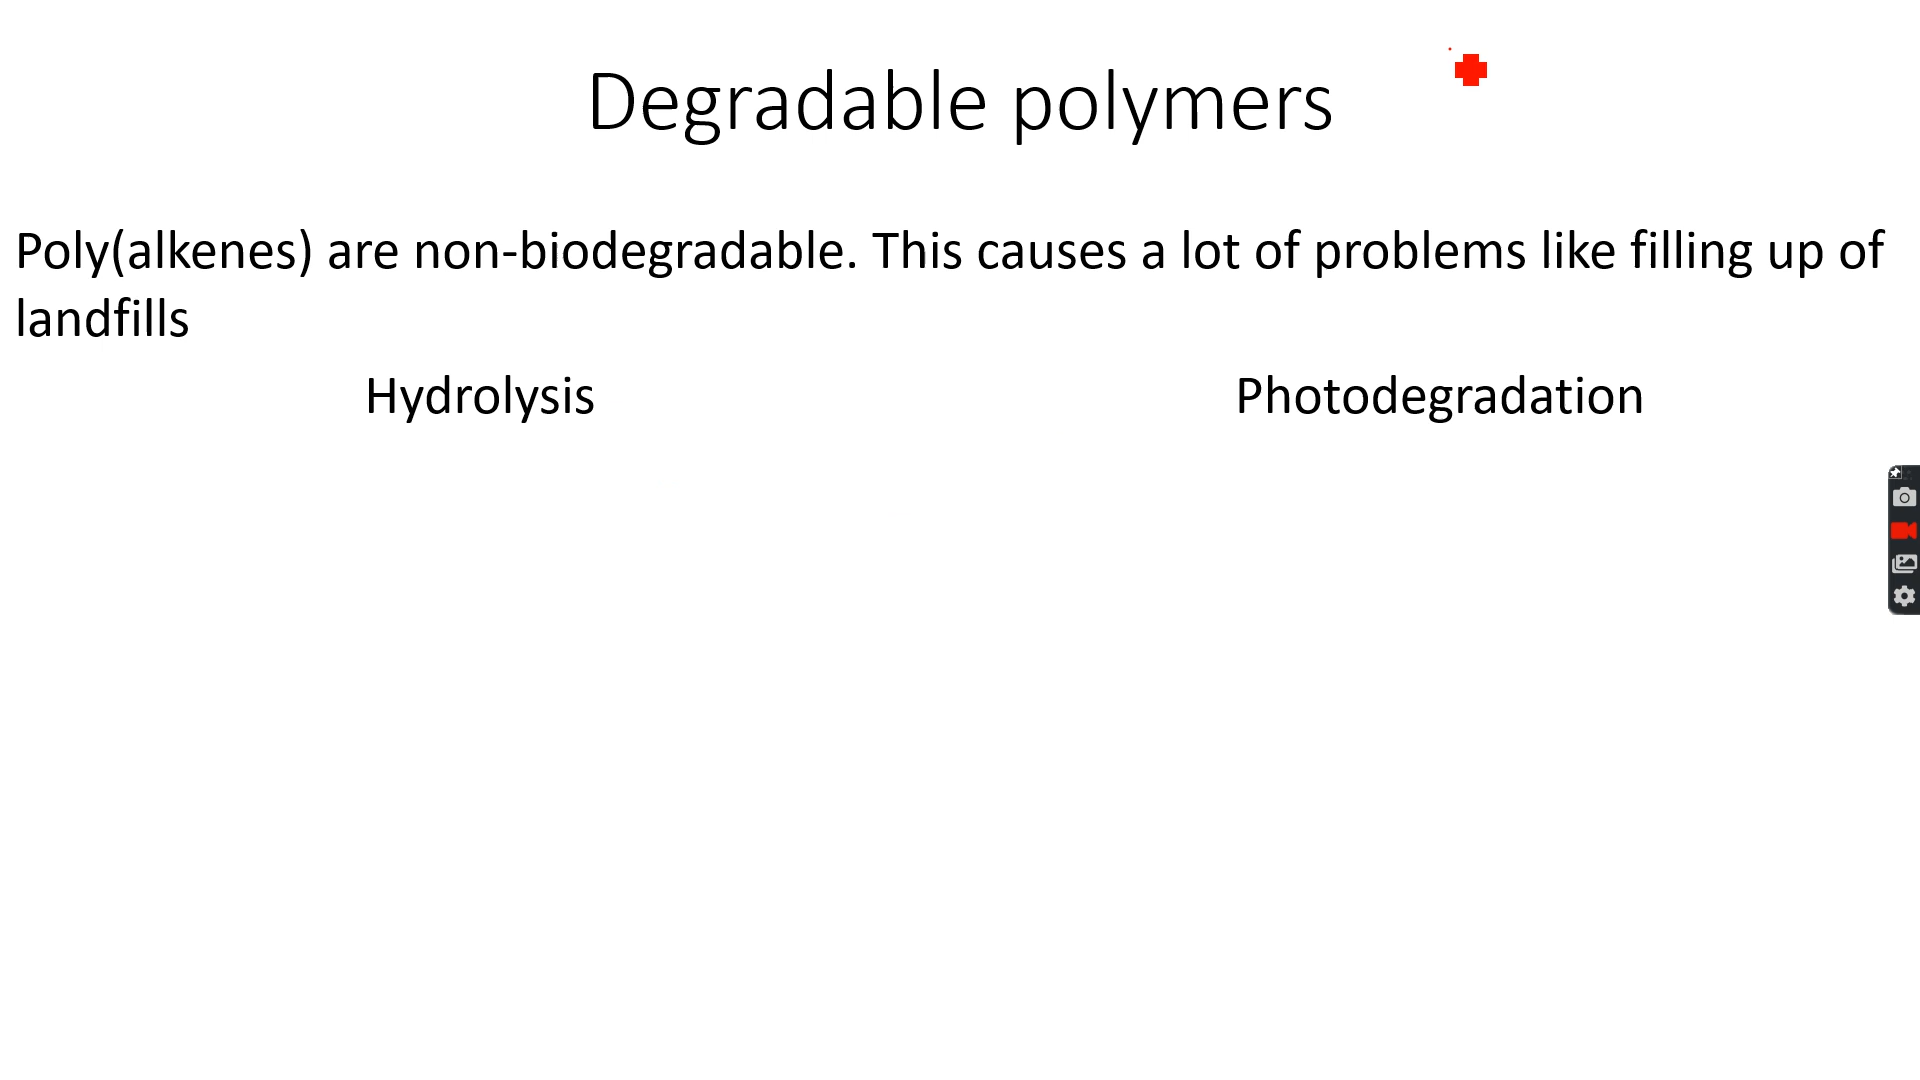 Degradable polymers
Poly(alkenes) are non-biodegradable. This causes a lot of problems like filling up of
landfills
Hydrolysis
Photodegradation